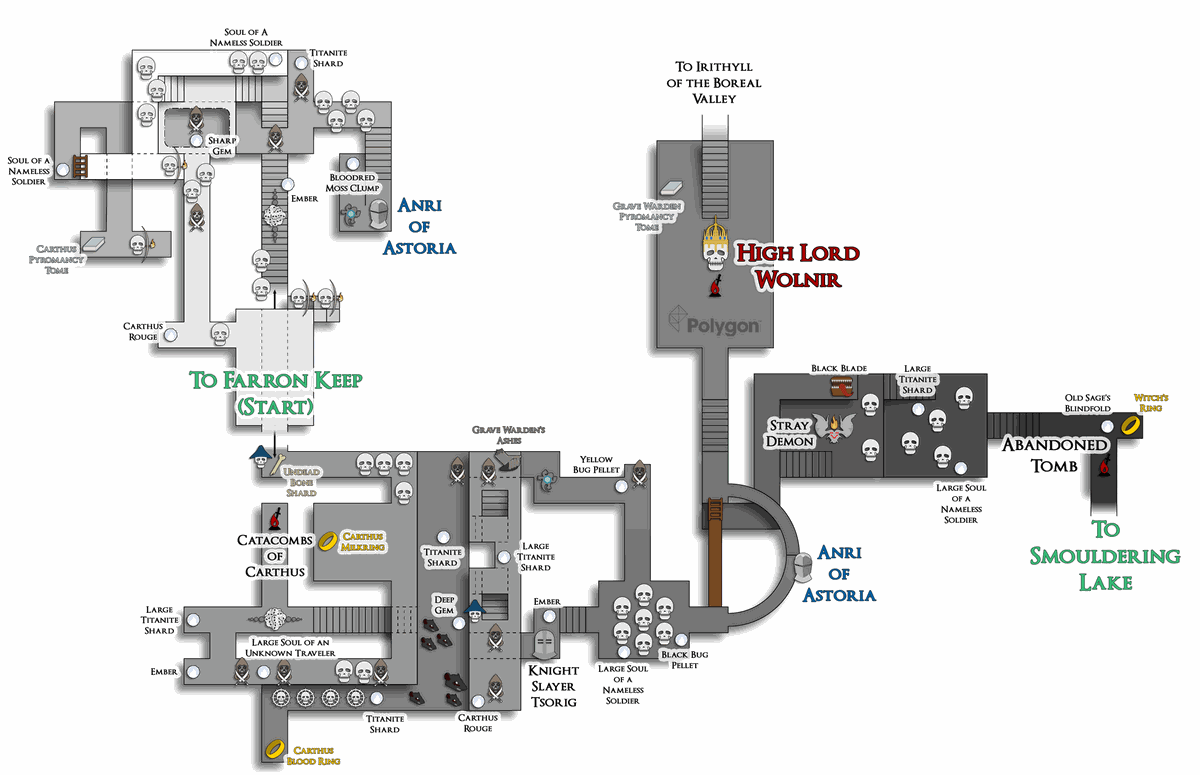 Soul of a
Namelss Soldier
Titanite
Shard
Sharp
Gem
Soul of a
Nameless
Soldier
Bloodred
Moss Clump
Ember
Anri
of
Astoria
Carthus
Pyromancy
Tome
Carthus
Rouge
To Farron Keep
(Start)
To Irithyll
of the Boreal
Valley
Grave Warden
Pyromancy
Tome
High Lord
Wolnir
Polygon
Black Blade
Large
Titanite
Shard
Stray
Demon
Old Sage's
Blindfold
Witch's
Ring
Abandoned
Tomb
Large Soul
of a
Nameless
Soldier
To
Smouldering
Lake
Grave Warden's
Ashes
Undead
Bone
Shard
Yellow
Bug Pellet
Catacombs
of
Carthus
Carthus
Milkring
Titanite
Shard
Large
Titanite
Shard
Anri
of
Astoria
Deep
Gem
Ember
Large
Titanite
Shard
Large Soul of an
Unknown Traveler
Ember
Knight
Slayer
Tsorig
Large Soul
of a
Nameless
Soldier
Black Bug
Pellet
Titanite
Shard
Carthus
Rouge
Carthus
Blood Ring